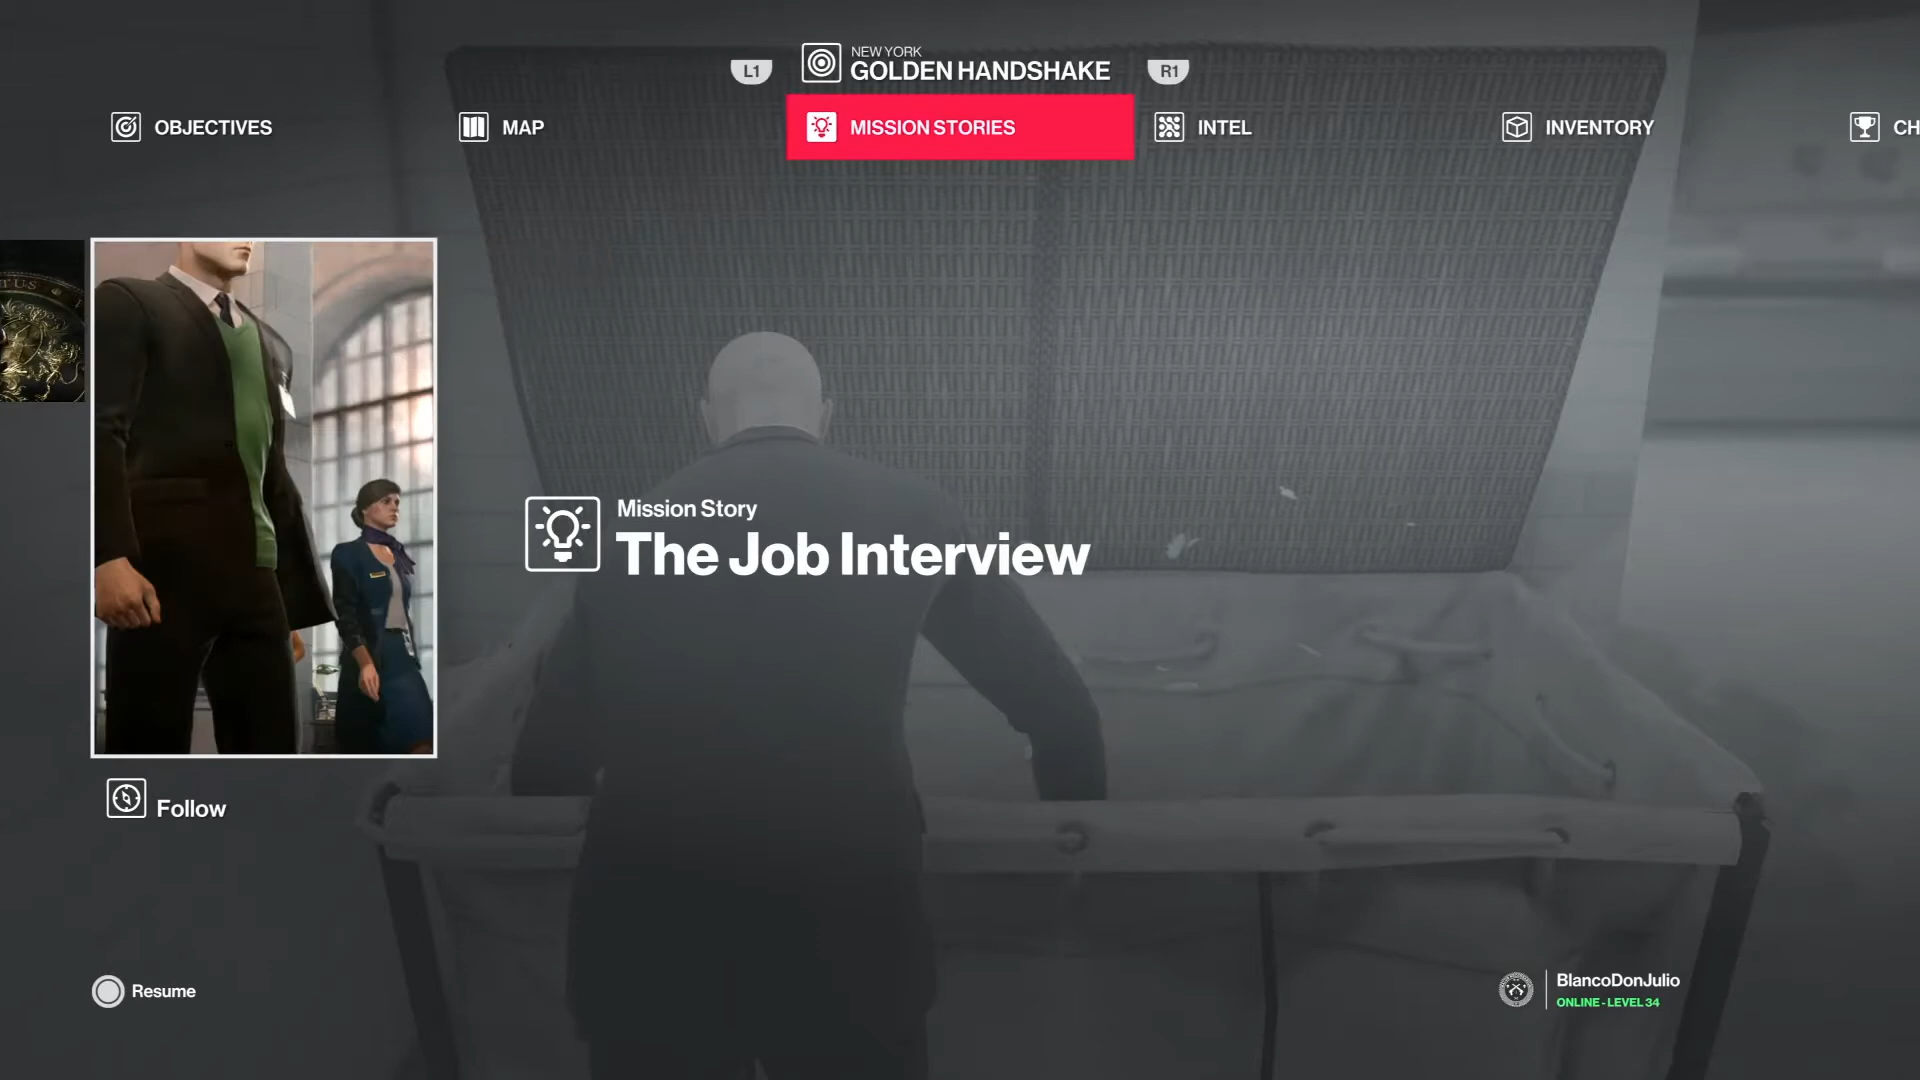 NEW YORK
L1
GOLDEN HANDSHAKE
R1
OBJECTIVES
MAP
MISSION STORIES
INTEL
INVENTORY
CH
TUS
Mission Story
The Job Interview
Follow
Resume
BlancoDonJulio
ONLINE - LEVEL 34